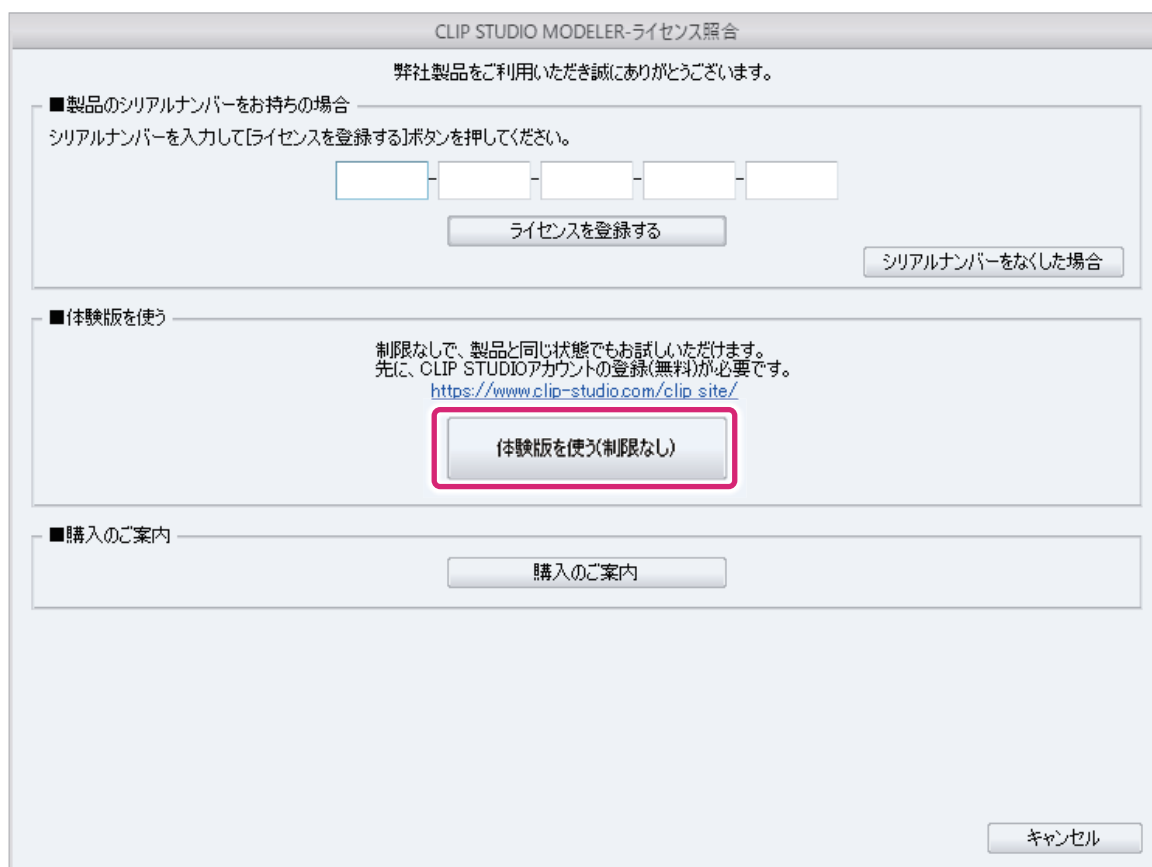 CLIP STUDIO MODELER-ライセンス照合
弊社製品をご利用いただき誠にありがとうございます。
■製品のシリアルナンバーをお持ちの場合
シリアルナンバーを入力して[ライセンスを登録する]ボタンを押してください。
- - - -
ライセンスを登録する
シリアルナンバーをなくした場合
■体験版を使う
制限なしで、製品と同じ状態でもお試しいただけます。
先に、CLIP STUDIOアカウントの登録(無料)が必要です。
https://www.clip-studio.com/clip_site/
体験版を使う(制限なし)
■購入のご案内
購入のご案内
キャンセル